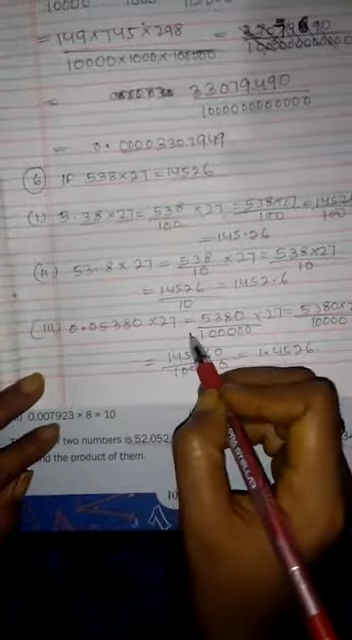 10000
= 149×745×298 =
10000×1000×100000
= 33079490
1000000000000
= 0.00003307949
(6) If 538×27=14526
(I) 5.38×27 = 538/100 ×27 = 538×27/100 =
= 145.26
(II) 53.8×27 = 538/10 ×27 = 538×27/10
= 14526/10 = 1452.6
(III) 0.05380×27 = 5380/100000 ×27 =
= = 1.4526
0.007923 × 8 × 10
two numbers is 52.052,
the product of them